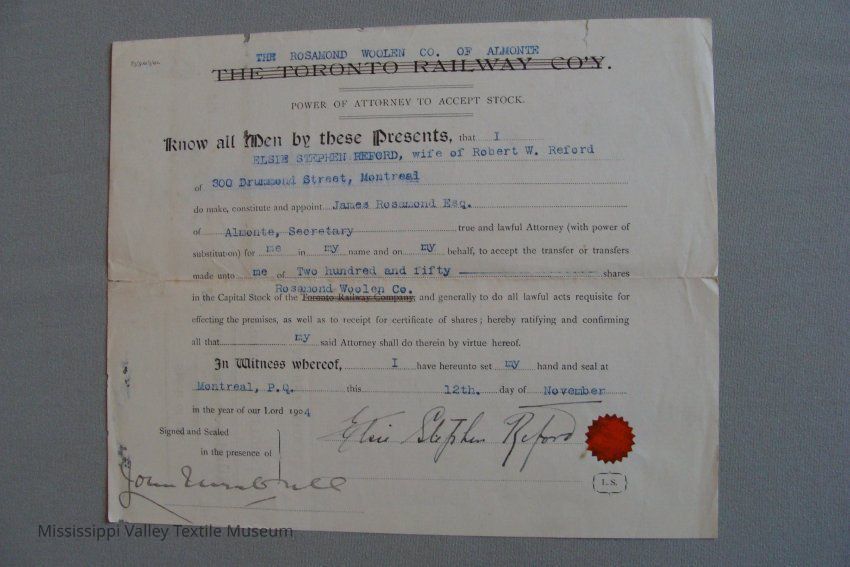 THE ROSAMOND WOOLEN CO. OF ALMONTE
THE TORONTO RAILWAY CO'Y.
POWER OF ATTORNEY TO ACCEPT STOCK.
Know all Men by these Presents, that I
ELSIE STEPHEN REFORD, wife of Robert W. Reford
of 300 Drummond Street, Montreal
do make, constitute and appoint James Rosamond Esq.
of Almonte, Secretary true and lawful Attorney (with power of
substitution) for me in my name and on my behalf, to accept the transfer or transfers
made unto me of Two hundred and fifty shares
Rosamond Woolen Co.
in the Capital Stock of the Toronto Railway Company, and generally to do all lawful acts requisite for
effecting the premises, as well as to receipt for certificate of shares; hereby ratifying and confirming
all that my said Attorney shall do therein by virtue hereof.
In Witness whereof, I have hereunto set my hand and seal at
Montreal, P.Q. this 12th. day of November
in the year of our Lord 1904
Signed and Sealed
in the presence of
Elsie Stephen Reford
John
L.S.
Mississippi Valley Textile Museum